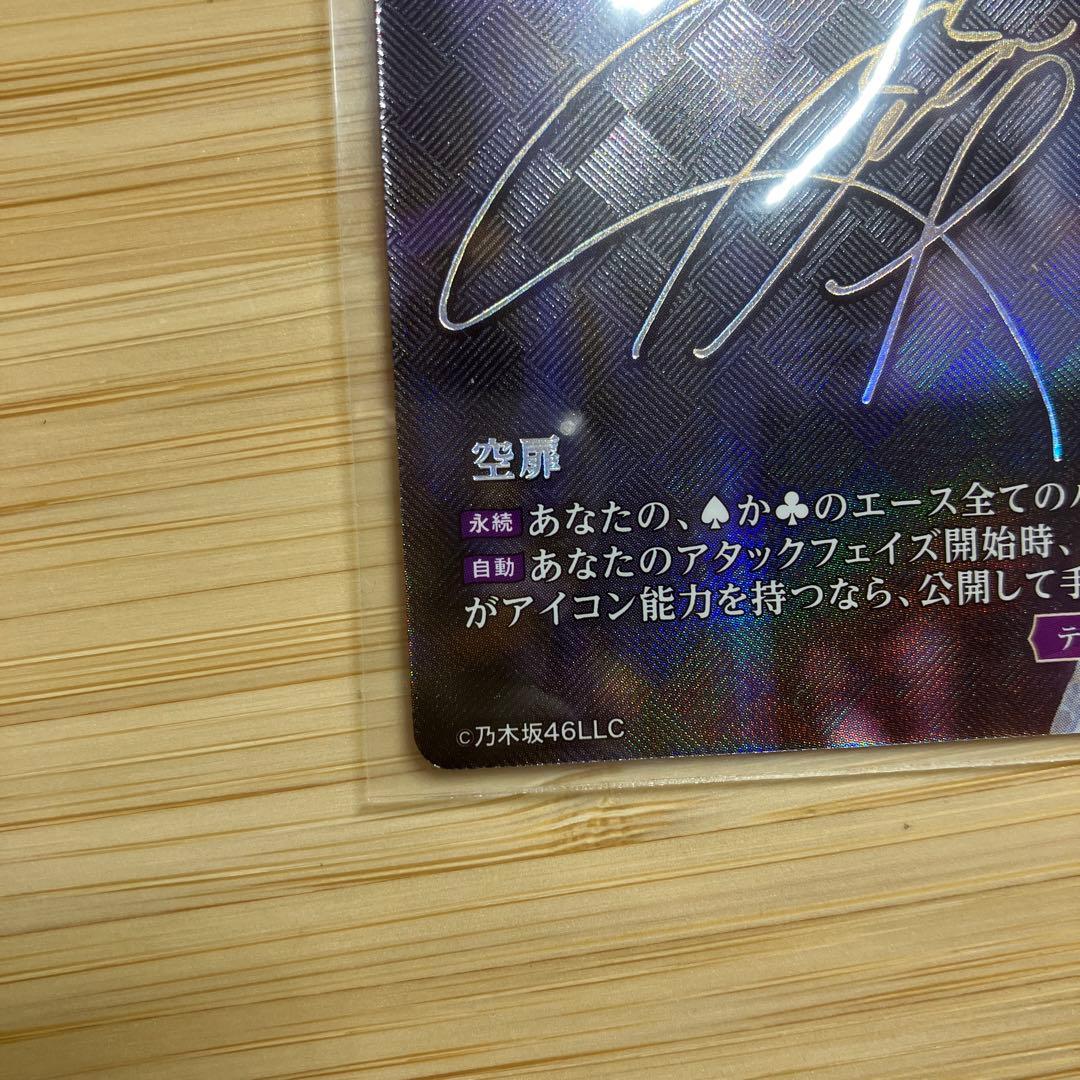 空扉
永続 あなたの、♠か♣のエース全ての
自動 あなたのアタックフェイズ開始時、
がアイコン能力を持つなら、公開して手
テ
©乃木坂46LLC